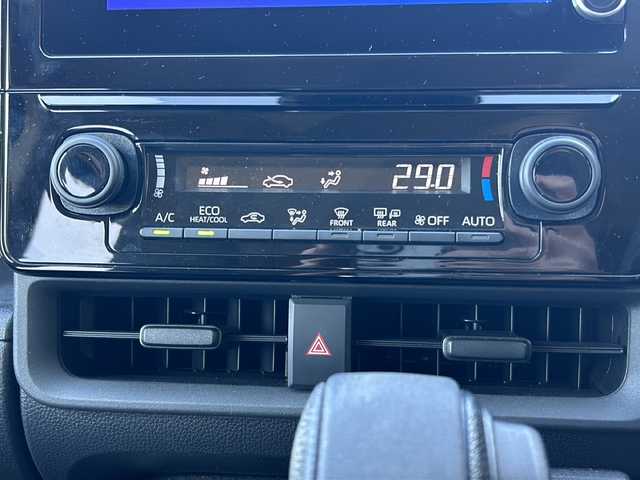 29.0
A/C
ECO
HEAT/COOL
FRONT
REAR
OFF
AUTO